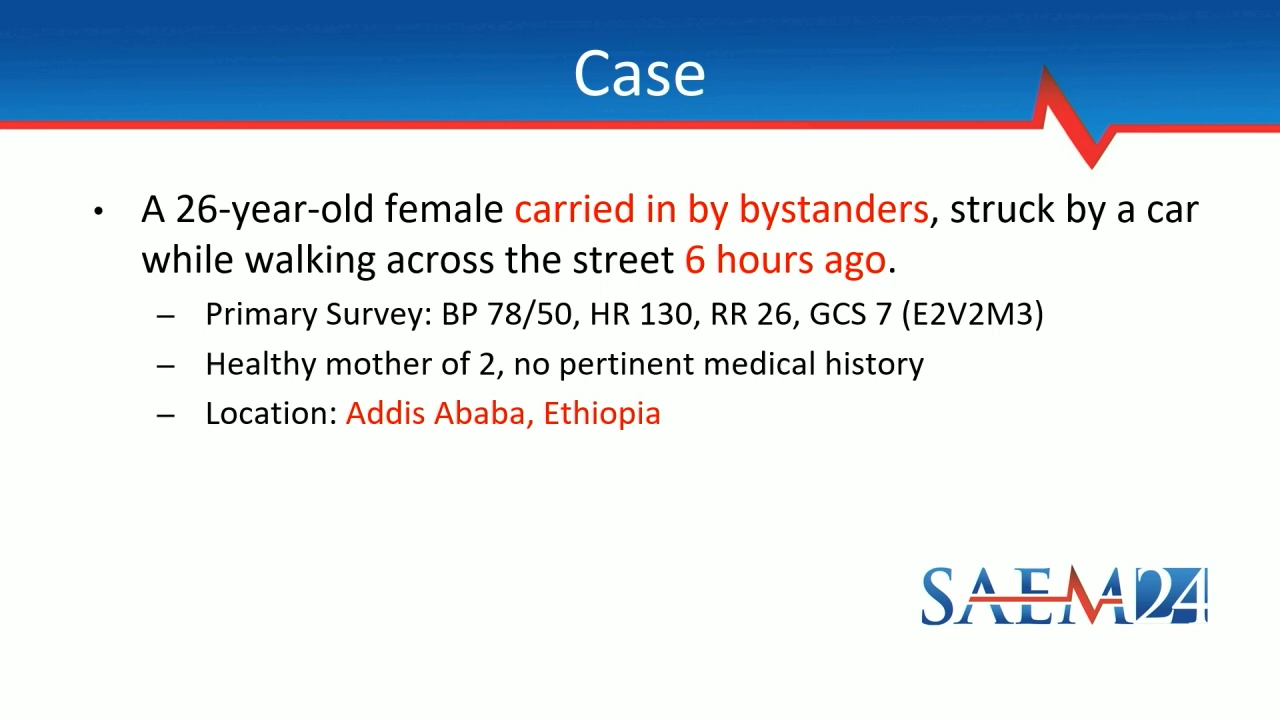 Case
• A 26-year-old female carried in by bystanders, struck by a car
while walking across the street 6 hours ago.
– Primary Survey: BP 78/50, HR 130, RR 26, GCS 7 (E2V2M3)
– Healthy mother of 2, no pertinent medical history
– Location: Addis Ababa, Ethiopia
SAEM24